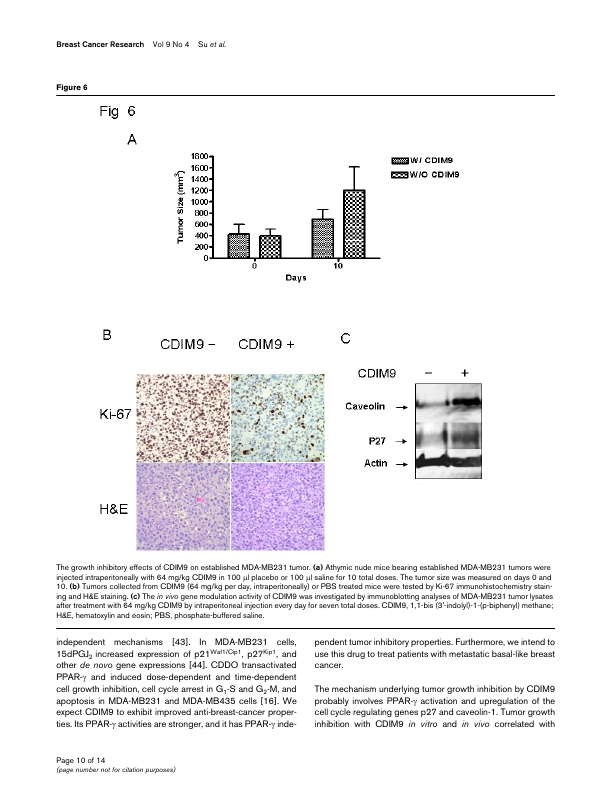 Breast Cancer Research Vol 9 No 4 Su et al.
Figure 6
Fig 6
A
1800
1600
1400
1200
1000
800
600
400
200
0
Tumor Size (mm³)
0 10
Days
W/ CDIM9
W/O CDIM9
B
CDIM9 − CDIM9 +
Ki-67
H&E
C
CDIM9 − +
Caveolin →
P27 →
Actin →
The growth inhibitory effects of CDIM9 on established MDA-MB231 tumor. (a) Athymic nude mice bearing established MDA-MB231 tumors were
injected intraperitoneally with 64 mg/kg CDIM9 in 100 μl placebo or 100 μl saline for 10 total doses. The tumor size was measured on days 0 and
10. (b) Tumors collected from CDIM9 (64 mg/kg per day, intraperitoneally) or PBS treated mice were tested by Ki-67 immunohistochemistry stain-
ing and H&E staining. (c) The in vivo gene modulation activity of CDIM9 was investigated by immunoblotting analyses of MDA-MB231 tumor lysates
after treatment with 64 mg/kg CDIM9 by intraperitoneal injection every day for seven total doses. CDIM9, 1,1-bis (3'-indolyl)-1-(p-biphenyl) methane;
H&E, hematoxylin and eosin; PBS, phosphate-buffered saline.
independent mechanisms [43]. In MDA-MB231 cells,
15dPGJ₂ increased expression of p21^Waf1/Cip1, p27^Kip1, and
other de novo gene expressions [44]. CDDO transactivated
PPAR-γ and induced dose-dependent and time-dependent
cell growth inhibition, cell cycle arrest in G₁-S and G₂-M, and
apoptosis in MDA-MB231 and MDA-MB435 cells [16]. We
expect CDIM9 to exhibit improved anti-breast-cancer proper-
ties. Its PPAR-γ activities are stronger, and it has PPAR-γ inde-
pendent tumor inhibitory properties. Furthermore, we intend to
use this drug to treat patients with metastatic basal-like breast
cancer.
The mechanism underlying tumor growth inhibition by CDIM9
probably involves PPAR-γ activation and upregulation of the
cell cycle regulating genes p27 and caveolin-1. Tumor growth
inhibition with CDIM9 in vitro and in vivo correlated with
Page 10 of 14
(page number not for citation purposes)